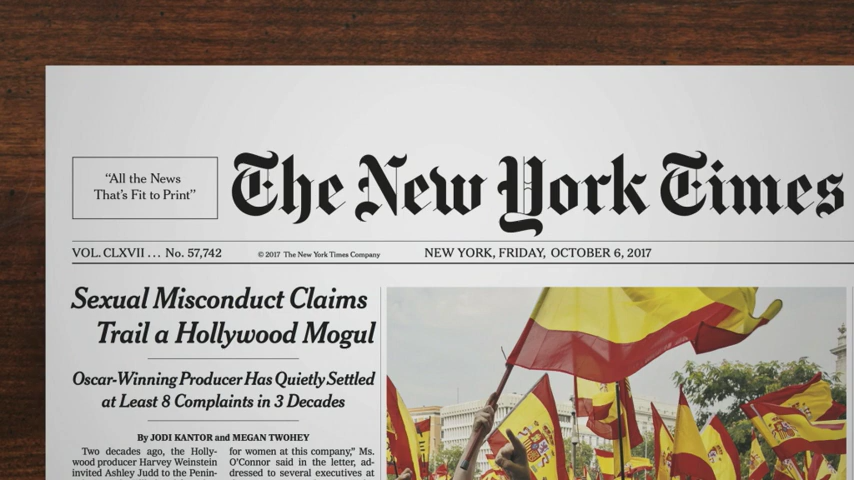 “All the News
That’s Fit to Print”
The New York Times
VOL. CLXVII . . . No. 57,742
© 2017 The New York Times Company
NEW YORK, FRIDAY, OCTOBER 6, 2017
Sexual Misconduct Claims
Trail a Hollywood Mogul
Oscar-Winning Producer Has Quietly Settled
at Least 8 Complaints in 3 Decades
By JODI KANTOR and MEGAN TWOHEY
Two decades ago, the Holly-
wood producer Harvey Weinstein
invited Ashley Judd to the Penin-
for women at this company,” Ms.
O’Connor said in the letter, ad-
dressed to several executives at